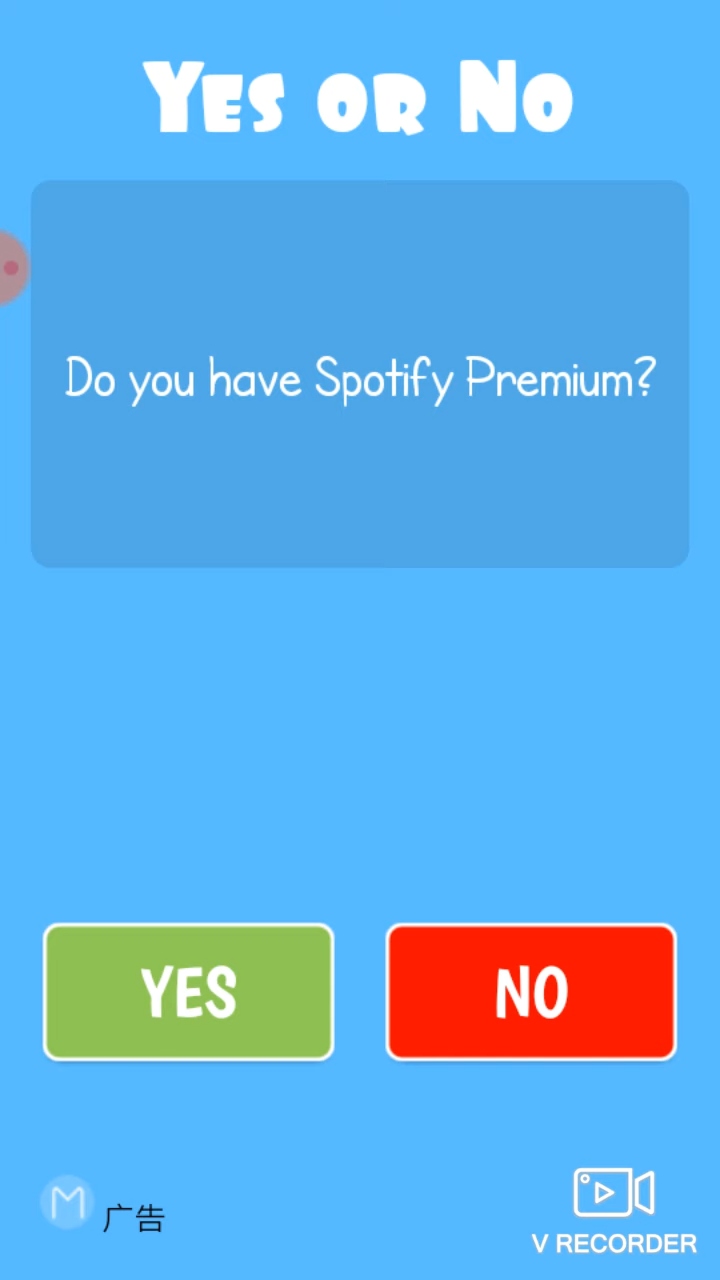 Yes or No
Do you have Spotify Premium?
YES
NO
M
广告
V RECORDER